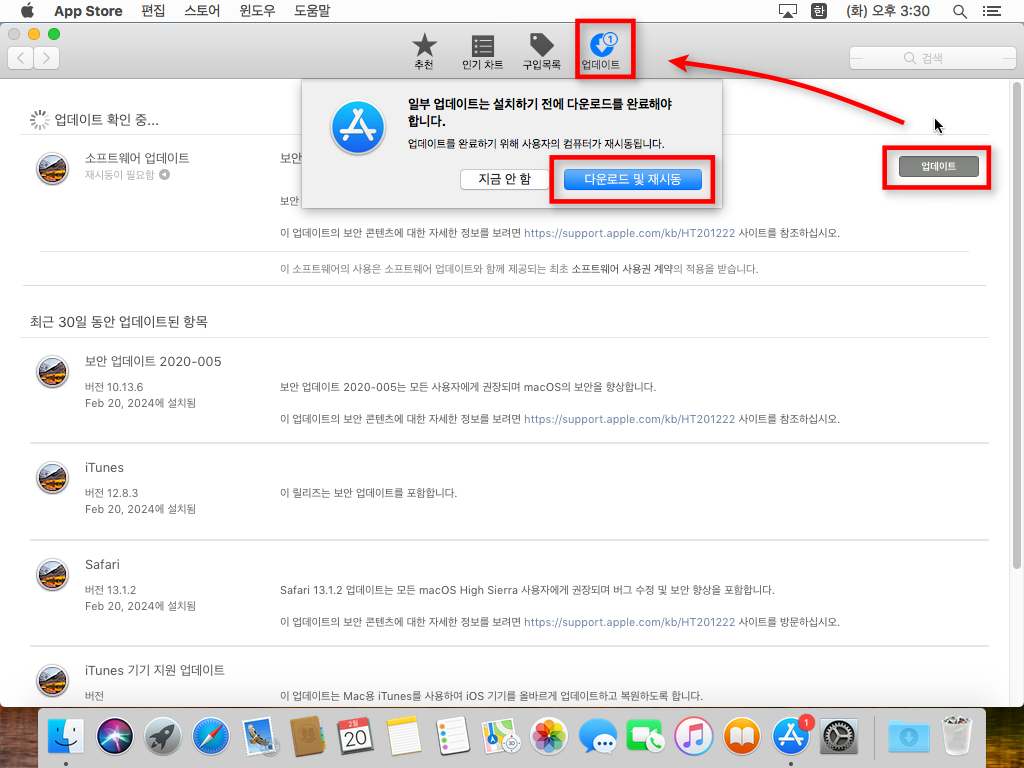 App Store 편집 스토어 윈도우 도움말 한 (화) 오후 3:30
추천 인기 차트 구입목록 업데이트 1
검색
일부 업데이트는 설치하기 전에 다운로드를 완료해야
합니다.
업데이트를 완료하기 위해 사용자의 컴퓨터가 재시동됩니다.
지금 안 함 다운로드 및 재시동
업데이트 확인 중...
소프트웨어 업데이트
재시동이 필요함
보안
업데이트
보안
이 업데이트의 보안 콘텐츠에 대한 자세한 정보를 보려면 https://support.apple.com/kb/HT201222 사이트를 참조하십시오.
이 소프트웨어의 사용은 소프트웨어 업데이트와 함께 제공되는 최초 소프트웨어 사용권 계약의 적용을 받습니다.
최근 30일 동안 업데이트된 항목
보안 업데이트 2020-005
버전 10.13.6
Feb 20, 2024에 설치됨
보안 업데이트 2020-005는 모든 사용자에게 권장되며 macOS의 보안을 향상합니다.
이 업데이트의 보안 콘텐츠에 대한 자세한 정보를 보려면 https://support.apple.com/kb/HT201222 사이트를 참조하십시오.
iTunes
버전 12.8.3
Feb 20, 2024에 설치됨
이 릴리즈는 보안 업데이트를 포함합니다.
Safari
버전 13.1.2
Feb 20, 2024에 설치됨
Safari 13.1.2 업데이트는 모든 macOS High Sierra 사용자에게 권장되며 버그 수정 및 보안 향상을 포함합니다.
이 업데이트의 보안 콘텐츠에 대한 자세한 정보를 보려면 https://support.apple.com/kb/HT201222 사이트를 방문하십시오.
iTunes 기기 지원 업데이트
버전
이 업데이트는 Mac용 iTunes를 사용하여 iOS 기기를 올바르게 업데이트하고 복원하도록 합니다.
2월
20
3D
1